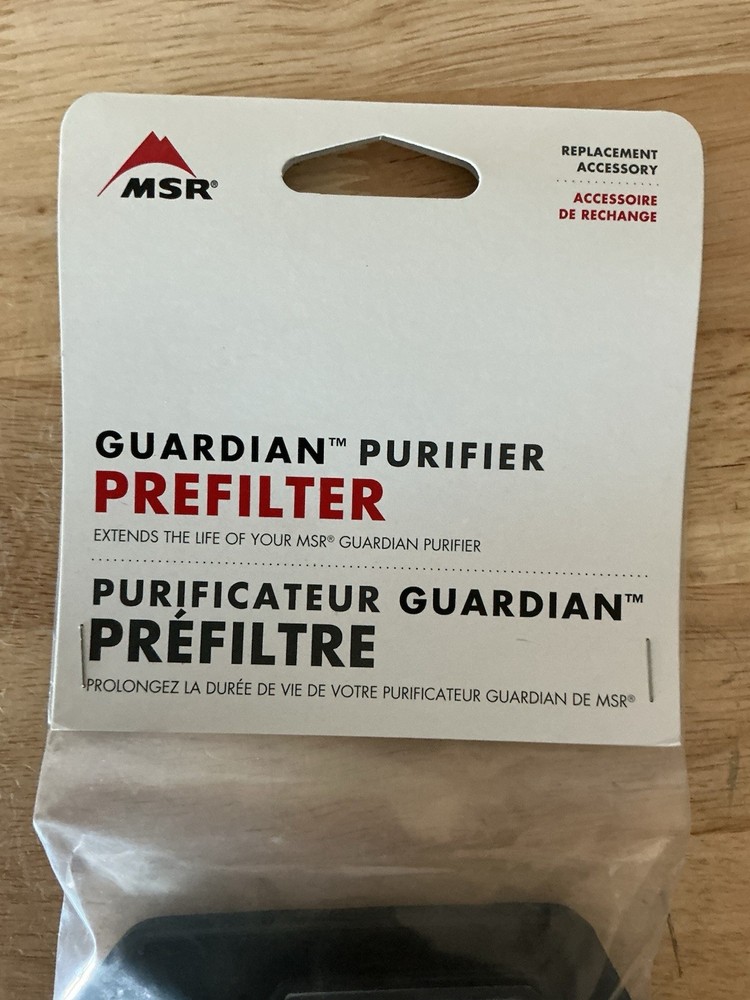 MSR®
REPLACEMENT
ACCESSORY
ACCESSOIRE
DE RECHANGE
GUARDIAN™ PURIFIER
PREFILTER
EXTENDS THE LIFE OF YOUR MSR® GUARDIAN PURIFIER
PURIFICATEUR GUARDIAN™
PRÉFILTRE
PROLONGEZ LA DURÉE DE VIE DE VOTRE PURIFICATEUR GUARDIAN DE MSR®